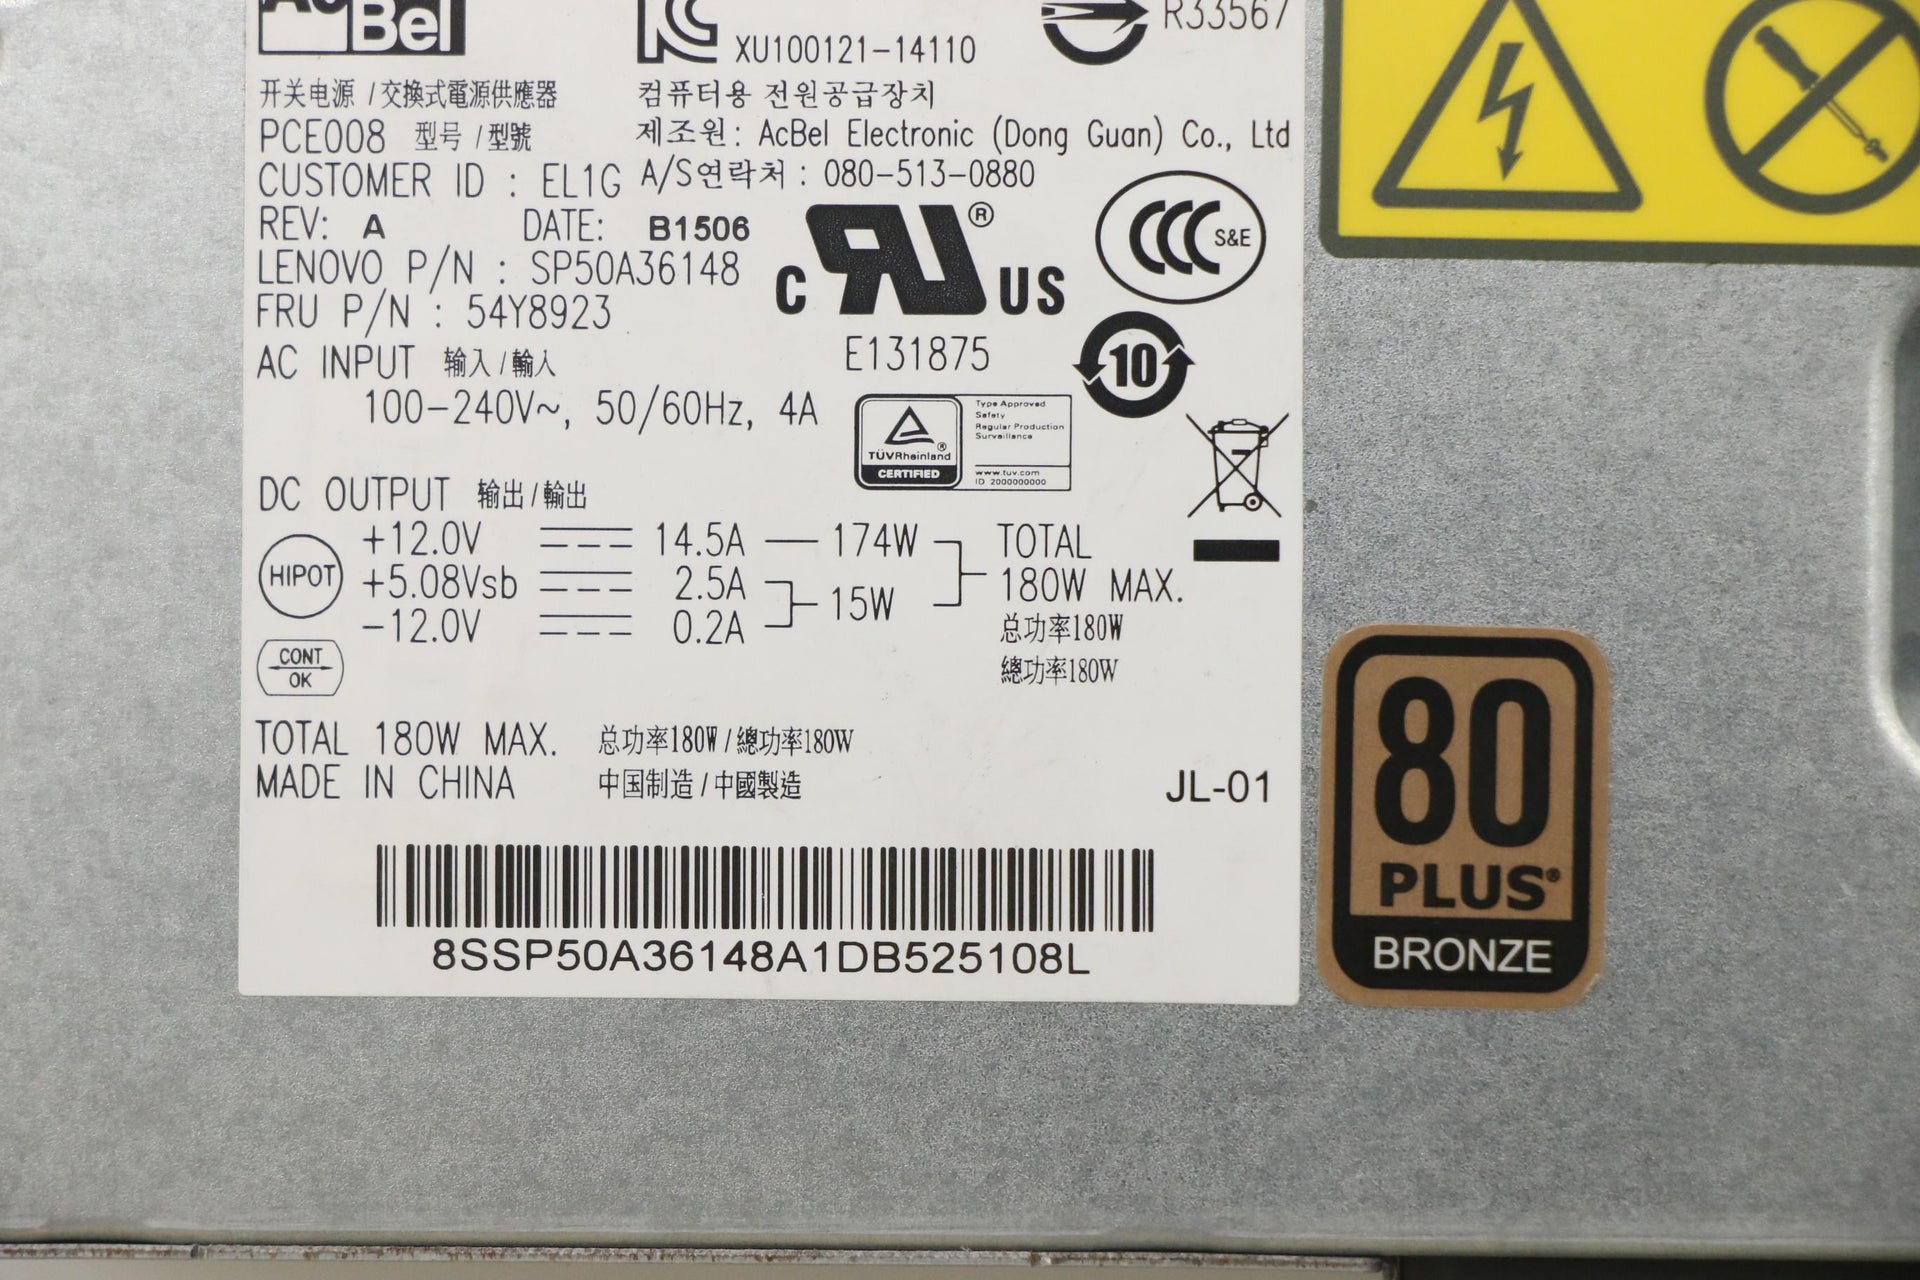 AcBel
XU100121-14110
R33567
开关电源 / 交換式電源供應器
컴퓨터용 전원공급장치
PCE008 型号 / 型號
제조원: AcBel Electronic (Dong Guan) Co., Ltd
CUSTOMER ID : EL1G
A/S연락처 : 080-513-0880
REV: A DATE: B1506
LENOVO P/N : SP50A36148
FRU P/N : 54Y8923
c RU ® US
E131875
CCC S&E
10
AC INPUT 输入 / 輸入
100-240V~, 50/60Hz, 4A
TÜVRheinland ®
CERTIFIED
Type Approved
Safety
Regular Production
Surveillance
www.tuv.com
ID 2000000000
DC OUTPUT 输出 / 輸出
HIPOT
+12.0V 14.5A 174W
+5.08Vsb 2.5A
-12.0V 0.2A
15W
TOTAL
180W MAX.
总功率180W
總功率180W
CONT
OK
TOTAL 180W MAX. 总功率180W / 總功率180W
MADE IN CHINA 中国制造 / 中國製造
JL-01
8SSP50A36148A1DB525108L
80
PLUS®
BRONZE